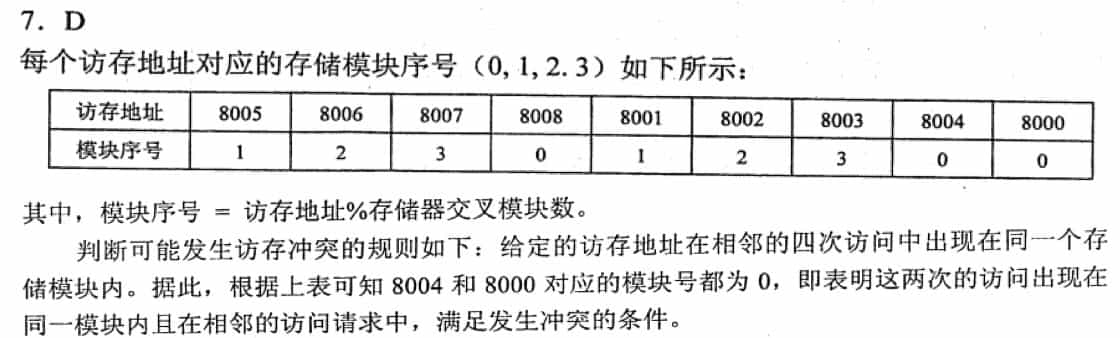 7. D
每个访存地址对应的存储模块序号（0, 1, 2. 3）如下所示：
访存地址 8005 8006 8007 8008 8001 8002 8003 8004 8000
模块序号 1 2 3 0 1 2 3 0 0
其中，模块序号 = 访存地址%存储器交叉模块数。
判断可能发生访存冲突的规则如下：给定的访存地址在相邻的四次访问中出现在同一个存
储模块内。据此，根据上表可知 8004 和 8000 对应的模块号都为 0，即表明这两次的访问出现在
同一模块内且在相邻的访问请求中，满足发生冲突的条件。